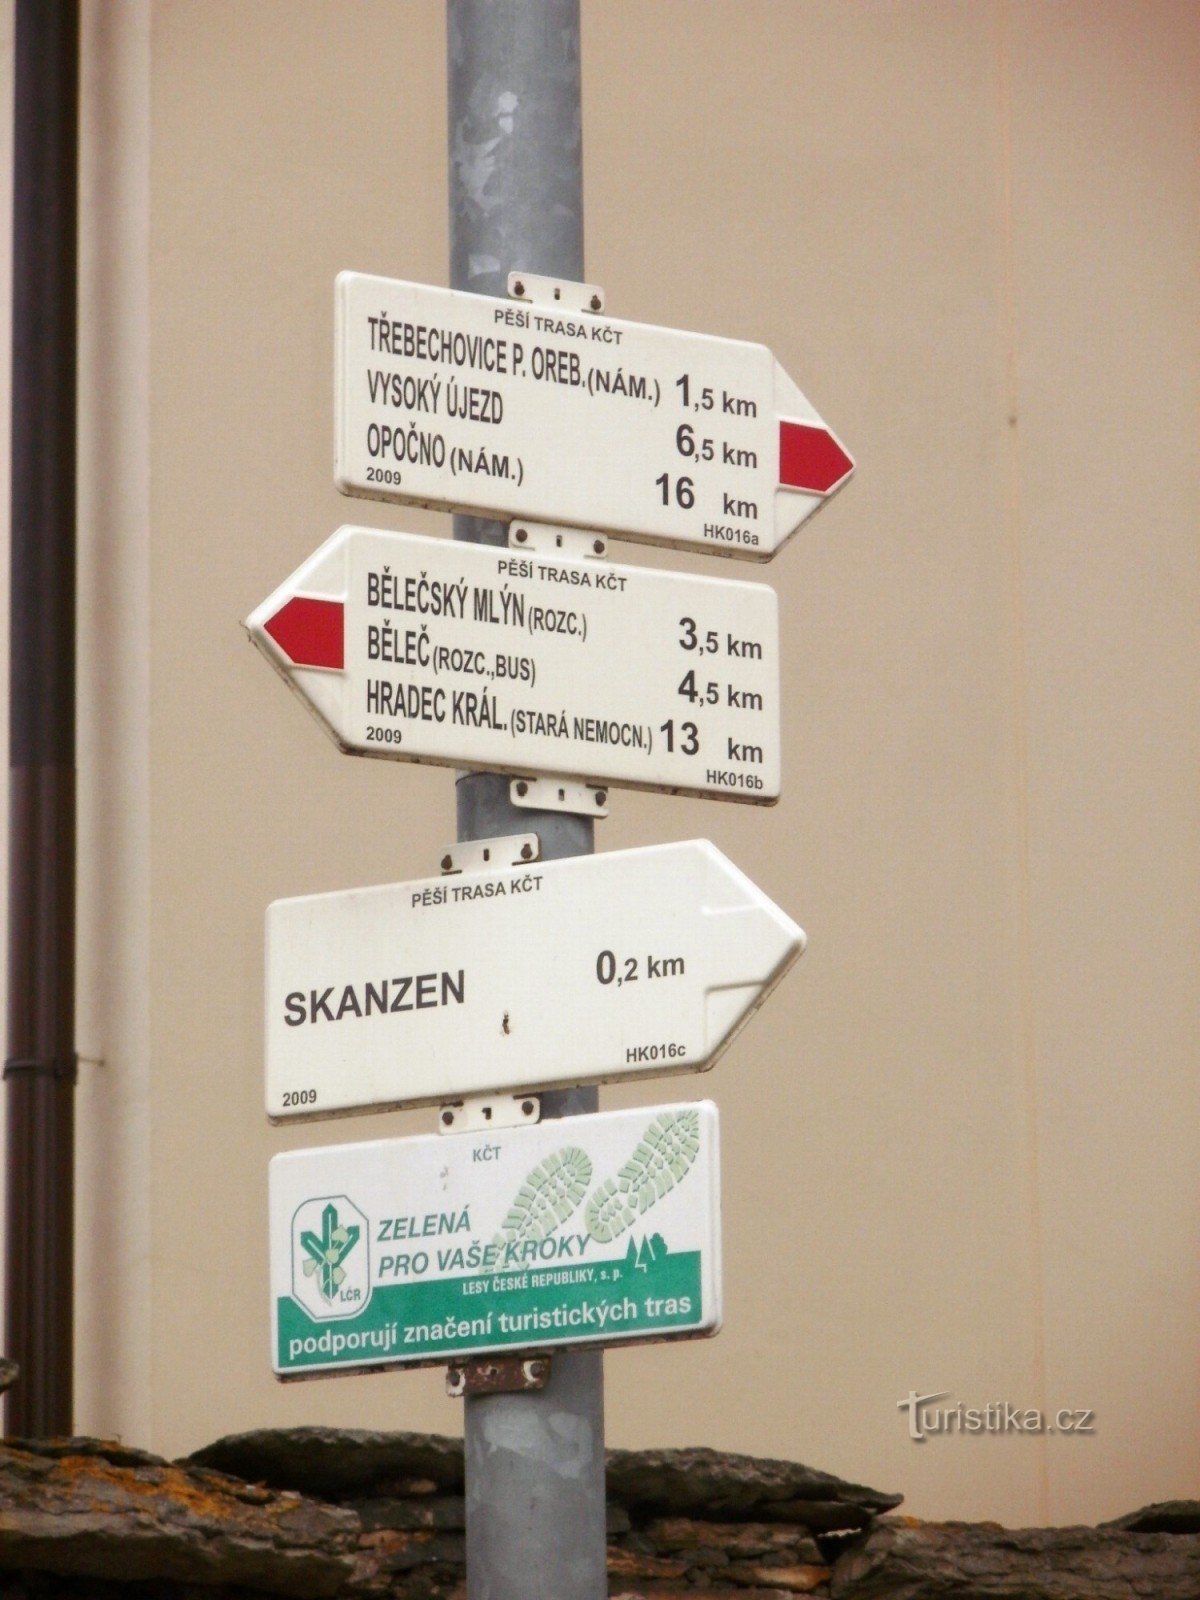 PĚŠÍ TRASA KČT
TŘEBECHOVICE P. OREB.(NÁM.) 1,5 km
VYSOKÝ ÚJEZD 6,5 km
OPOČNO (NÁM.) 16 km
2009 HK016a
PĚŠÍ TRASA KČT
BĚLEČSKÝ MLÝN (ROZC.) 3,5 km
BĚLEČ (ROZC.,BUS) 4,5 km
HRADEC KRÁL. (STARÁ NEMOCN.) 13 km
2009 HK016b
PĚŠÍ TRASA KČT
SKANZEN 0,2 km
2009 HK016c
KČT
ZELENÁ
PRO VAŠE KROKY
LESY ČESKÉ REPUBLIKY, s. p.
LČR
podporují značení turistických tras
Turistika.cz